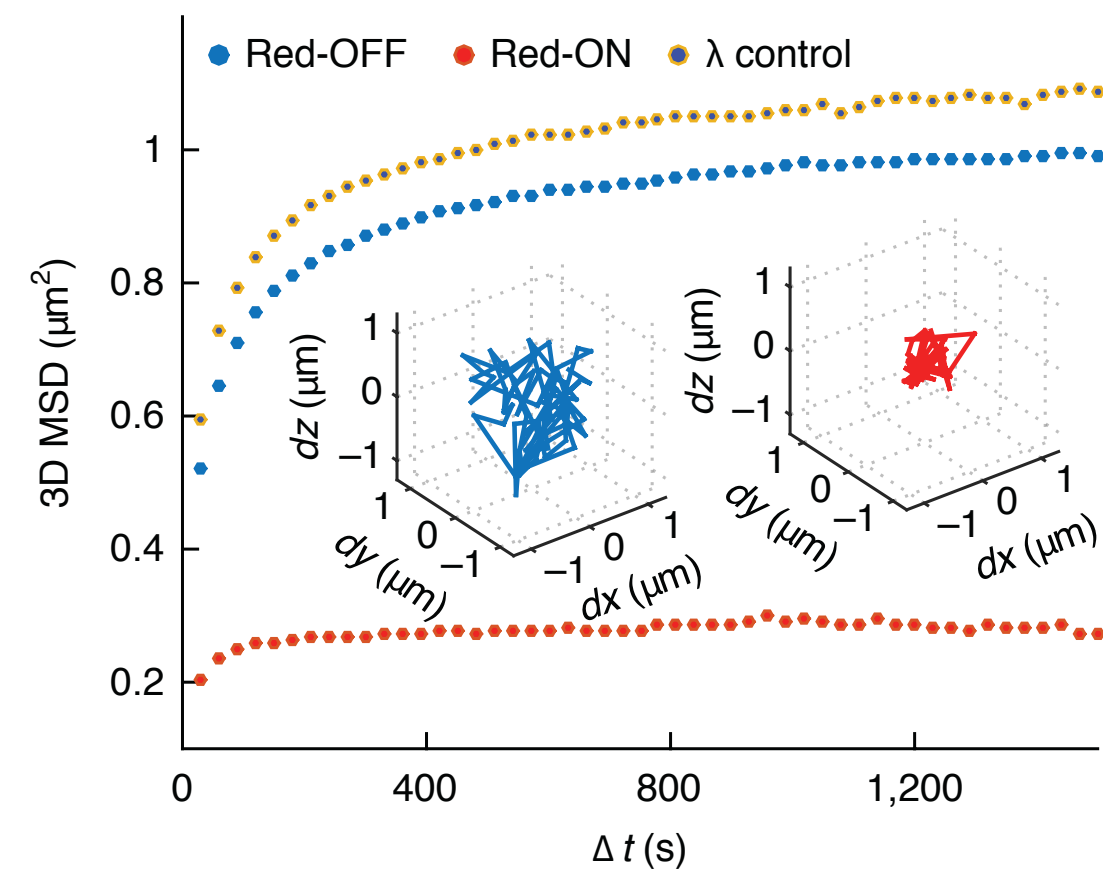 Red-OFF Red-ON λ control
3D MSD (μm²)
1
0.8
0.6
0.4
0.2
0 400 800 1,200
Δ t (s)
dz (μm)
1
0
−1
1
0
−1
dy (μm)
−1
0
1
dx (μm)
dz (μm)
1
0
−1
1
0
−1
dy (μm)
−1
0
1
dx (μm)